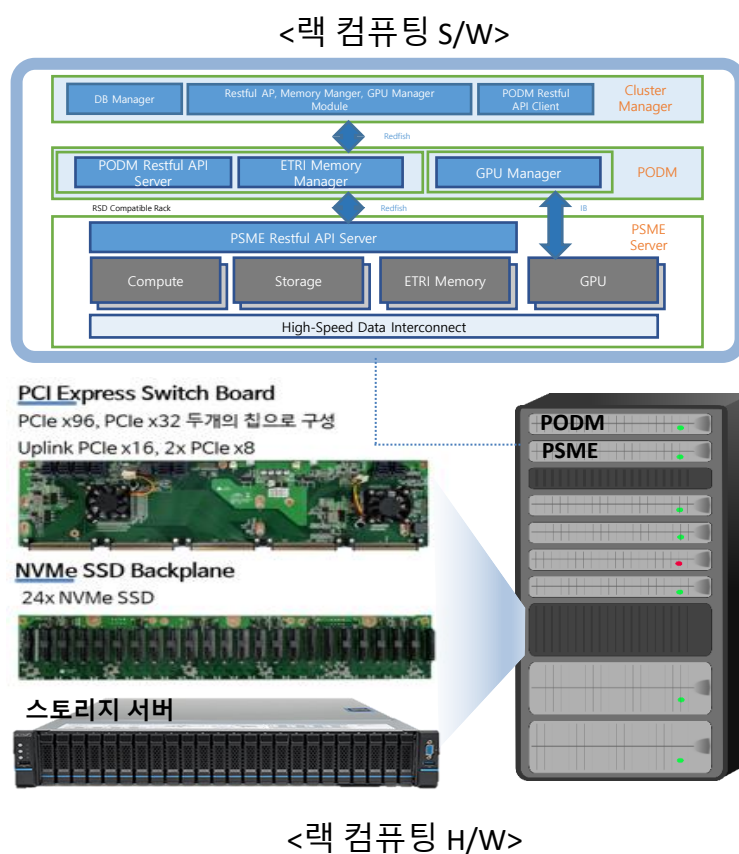 <랙 컴퓨팅 S/W>
DB Manager
Restful AP, Memory Manger, GPU Manager
Module
PODM Restful
API Client
Cluster
Manager
Redfish
PODM Restful API
Server
ETRI Memory
Manager
GPU Manager
PODM
RSD Compatible Rack
Redfish
IB
PSME Restful API Server
PSME
Server
Compute
Storage
ETRI Memory
GPU
High-Speed Data Interconnect
PCI Express Switch Board
PCIe x96, PCIe x32 두개의 칩으로 구성
Uplink PCIe x16, 2x PCIe x8
NVMe SSD Backplane
24x NVMe SSD
스토리지 서버
PODM
PSME
<랙 컴퓨팅 H/W>